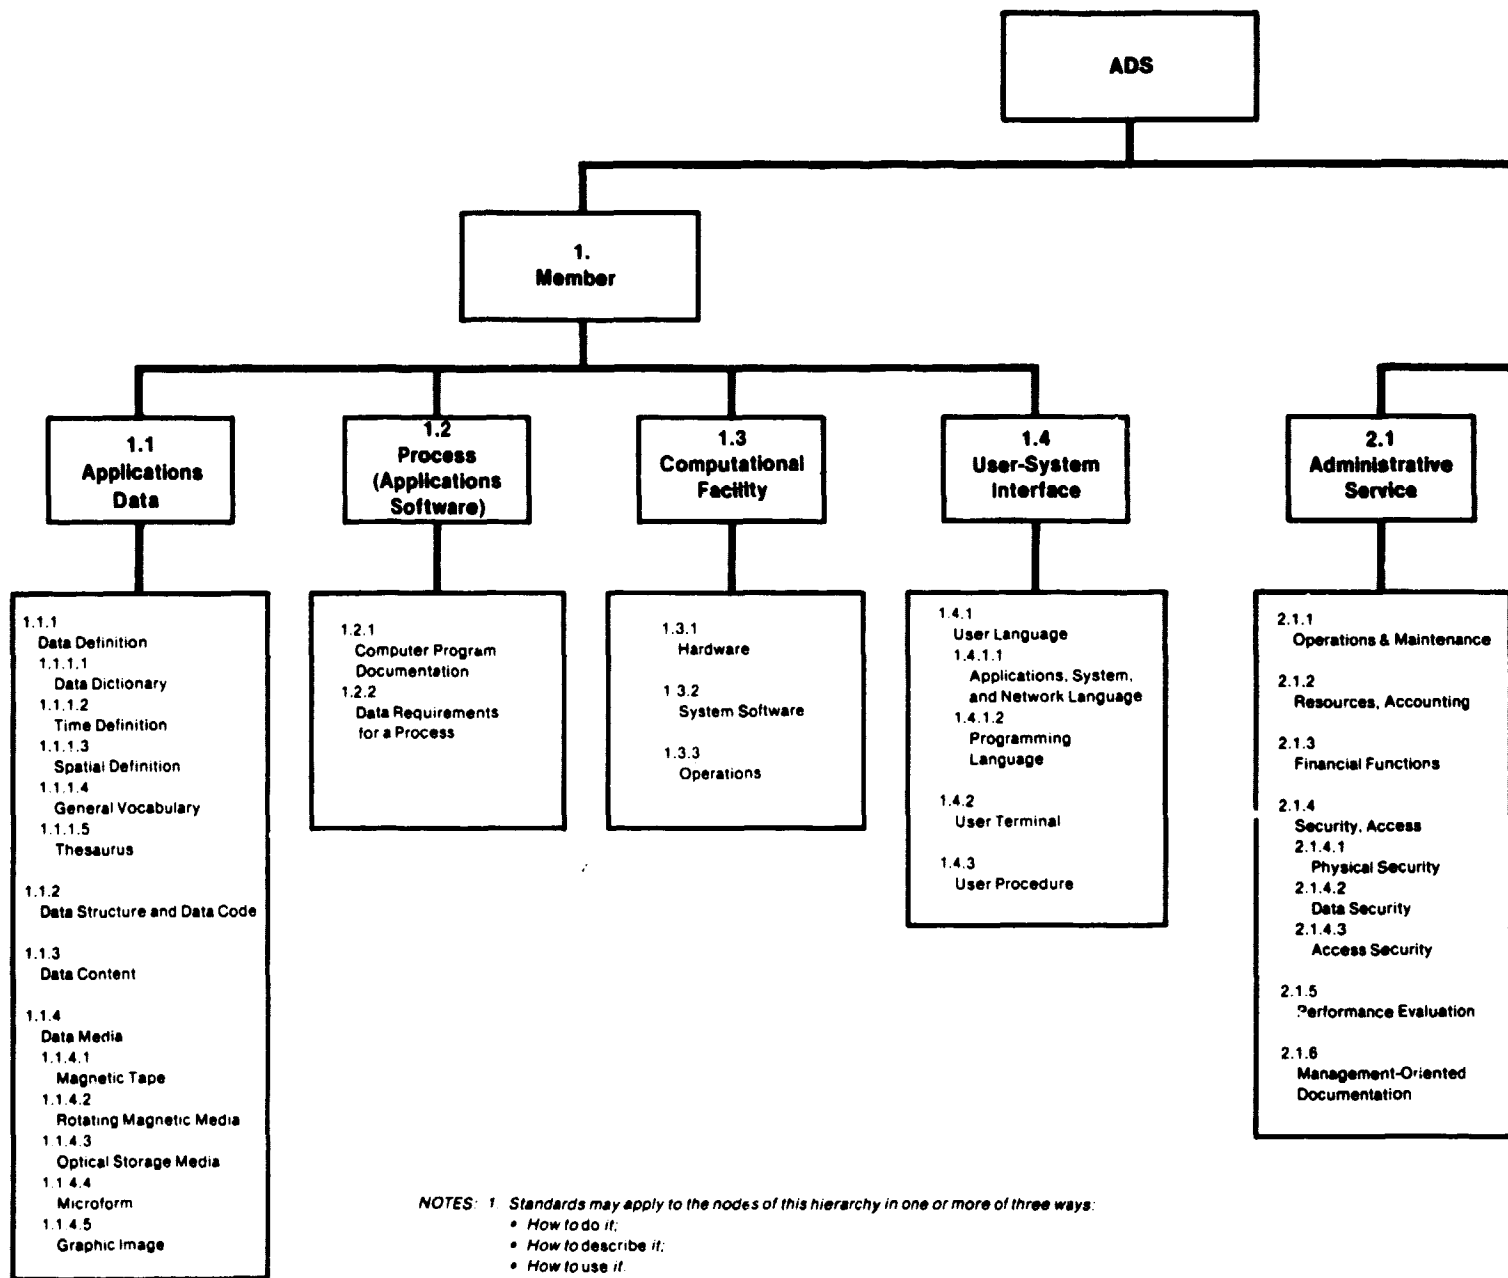 ADS
1.
Member
1.1
Applications
Data
1.2
Process
(Applications
Software)
1.3
Computational
Facility
1.4
User-System
Interface
2.1
Administrative
Service
1.1.1
Data Definition
1.1.1.1
Data Dictionary
1.1.1.2
Time Definition
1.1.1.3
Spatial Definition
1.1.1.4
General Vocabulary
1.1.1.5
Thesaurus
1.1.2
Data Structure and Data Code
1.1.3
Data Content
1.1.4
Data Media
1.1.4.1
Magnetic Tape
1.1.4.2
Rotating Magnetic Media
1.1.4.3
Optical Storage Media
1.1 4.4
Microform
1.1.4.5
Graphic Image
1.2.1
Computer Program
Documentation
1.2.2
Data Requirements
for a Process
1.3.1
Hardware
1 3.2
System Software
1.3.3
Operations
1.4.1
User Language
1.4.1.1
Applications, System,
and Network Language
1.4.1.2
Programming
Language
1.4.2
User Terminal
1.4.3
User Procedure
2.1.1
Operations & Maintenance
2.1.2
Resources, Accounting
2.1.3
Financial Functions
2.1.4
Security, Access
2.1.4.1
Physical Security
2.1.4.2
Data Security
2.1.4.3
Access Security
2.1.5
Performance Evaluation
2.1.6
Management-Oriented
Documentation
NOTES: 1. Standards may apply to the nodes of this hierarchy in one or more of three ways:
• How to do it;
• How to describe it;
• How to use it.